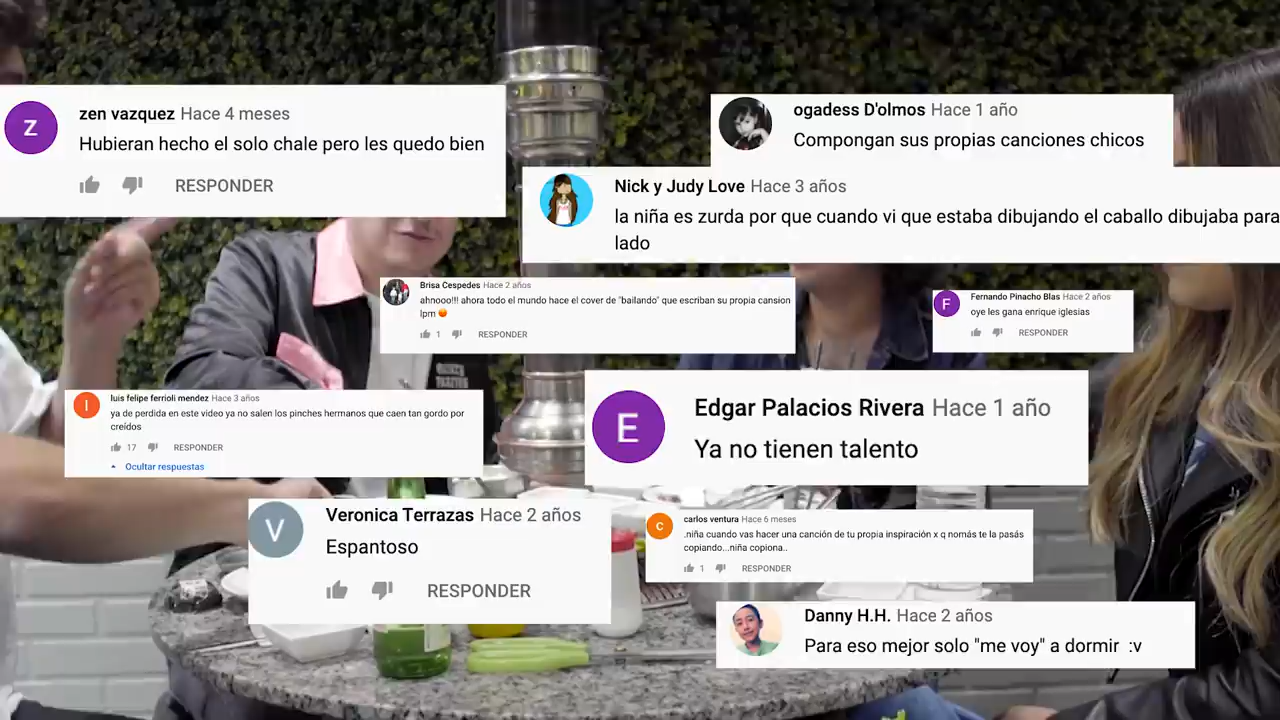 zen vazquez Hace 4 meses
Hubieran hecho el solo chale pero les quedo bien
RESPONDER
ogadess D'olmos Hace 1 año
Compongan sus propias canciones chicos
Nick y Judy Love Hace 3 años
la niña es zurda por que cuando vi que estaba dibujando el caballo dibujaba para
lado
Brisa Cespedes Hace 2 años
ahnooo!!! ahora todo el mundo hace el cover de "bailando" que escriban su propia cansion
lpm 😡
1 RESPONDER
Fernando Pinacho Blas Hace 2 años
oye les gana enrique iglesias
RESPONDER
luis felipe ferrioli mendez Hace 3 años
ya de perdida en este video ya no salen los pinches hermanos que caen tan gordo por
creídos
17 RESPONDER
Ocultar respuestas
Edgar Palacios Rivera Hace 1 año
Ya no tienen talento
Veronica Terrazas Hace 2 años
Espantoso
RESPONDER
carlos ventura Hace 6 meses
.niña cuando vas hacer una canción de tu propia inspiración x q nomás te la pasás
copiando...niña copiona..
1 RESPONDER
Danny H.H. Hace 2 años
Para eso mejor solo "me voy" a dormir :v
Z
F
I
E
V
C